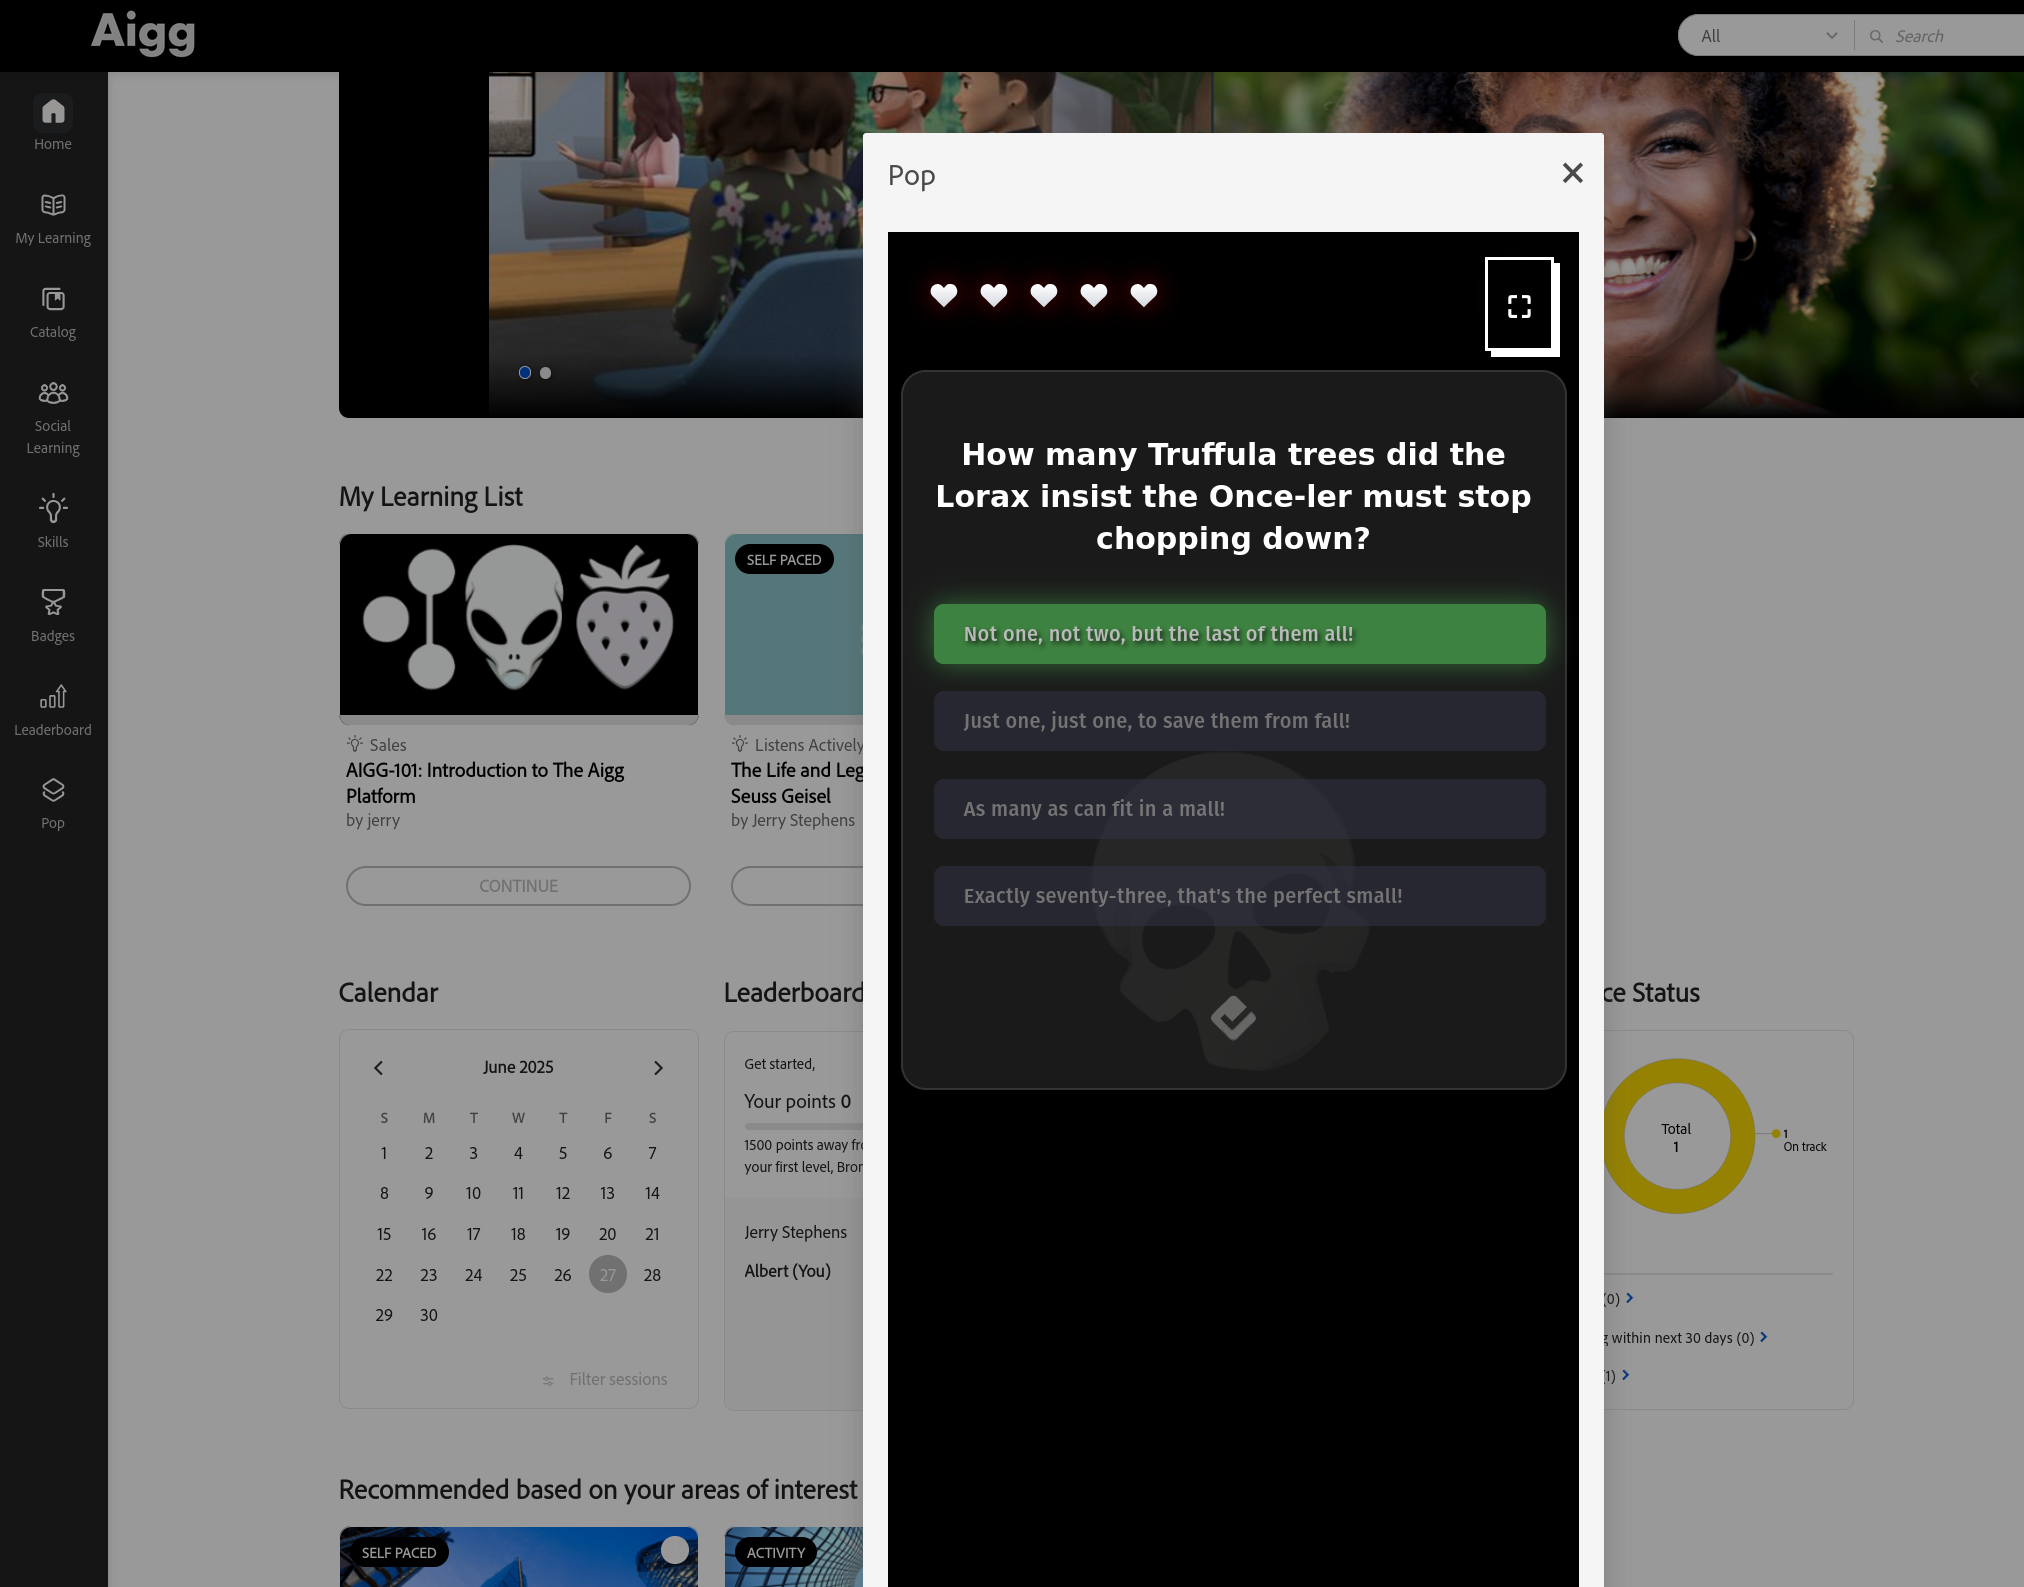 Aigg
All
Search
Home
My Learning
Catalog
Social
Learning
Skills
Badges
Leaderboard
Pop
Pop
How many Truffula trees did the
Lorax insist the Once-ler must stop
chopping down?
Not one, not two, but the last of them all!
Just one, just one, to save them from fall!
As many as can fit in a mall!
Exactly seventy-three, that's the perfect small!
My Learning List
SELF PACED
Sales
AIGG-101: Introduction to The Aigg
Platform
by jerry
CONTINUE
Listens Actively
The Life and Leg
Seuss Geisel
by Jerry Stephens
Calendar
June 2025
S M T W T F S
1 2 3 4 5 6 7
8 9 10 11 12 13 14
15 16 17 18 19 20 21
22 23 24 25 26 27 28
29 30
Filter sessions
Leaderboard
Get started,
Your points 0
1500 points away fro
your first level, Bron
Jerry Stephens
Albert (You)
ce Status
Total
1
1
On track
(0)
g within next 30 days (0)
(1)
Recommended based on your areas of interest
SELF PACED
ACTIVITY